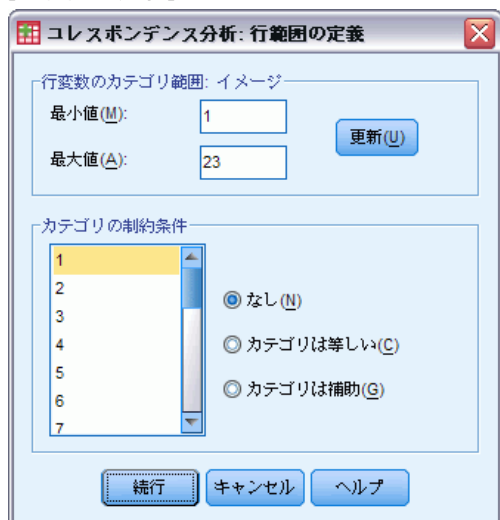 コレスポンデンス分析: 行範囲の定義
行変数のカテゴリ範囲: イメージ
最小値(M): 1
最大値(A): 23
更新(U)
カテゴリの制約条件
1
2
3
4
5
6
7
なし(N)
カテゴリは等しい(C)
カテゴリは補助(G)
続行 キャンセル ヘルプ